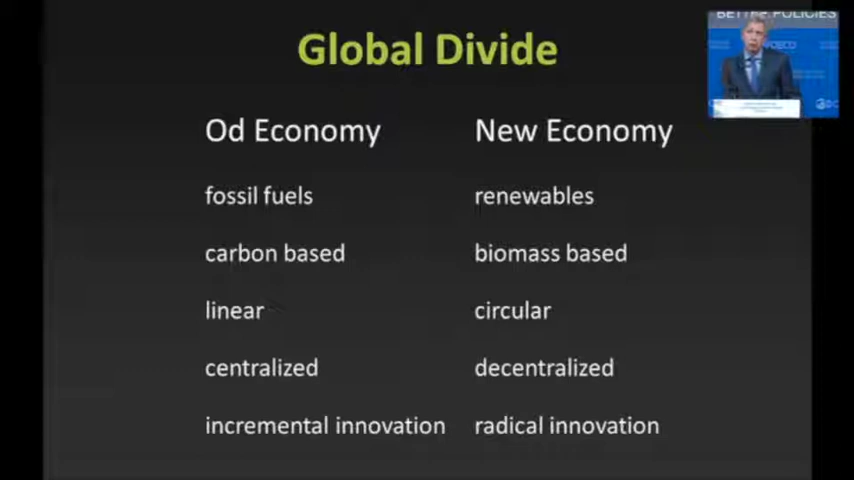 BETTER POLICIES
OECD
Global Divide
Od Economy New Economy
fossil fuels renewables
carbon based biomass based
linear circular
centralized decentralized
incremental innovation radical innovation